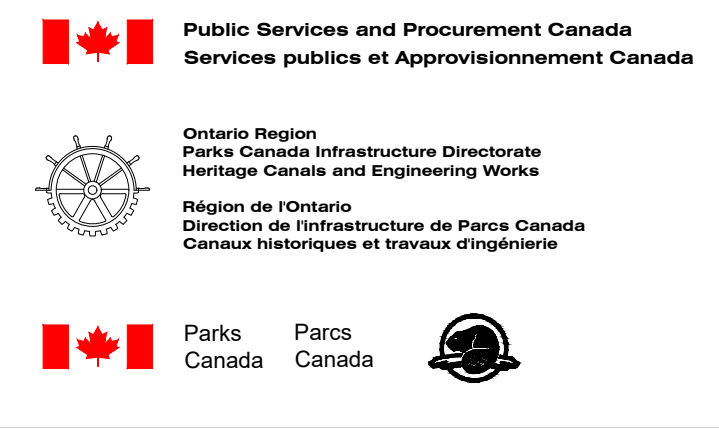 Public Services and Procurement Canada
Services publics et Approvisionnement Canada
Ontario Region
Parks Canada Infrastructure Directorate
Heritage Canals and Engineering Works
Région de l'Ontario
Direction de l'infrastructure de Parcs Canada
Canaux historiques et travaux d'ingénierie
Parks
Canada
Parcs
Canada